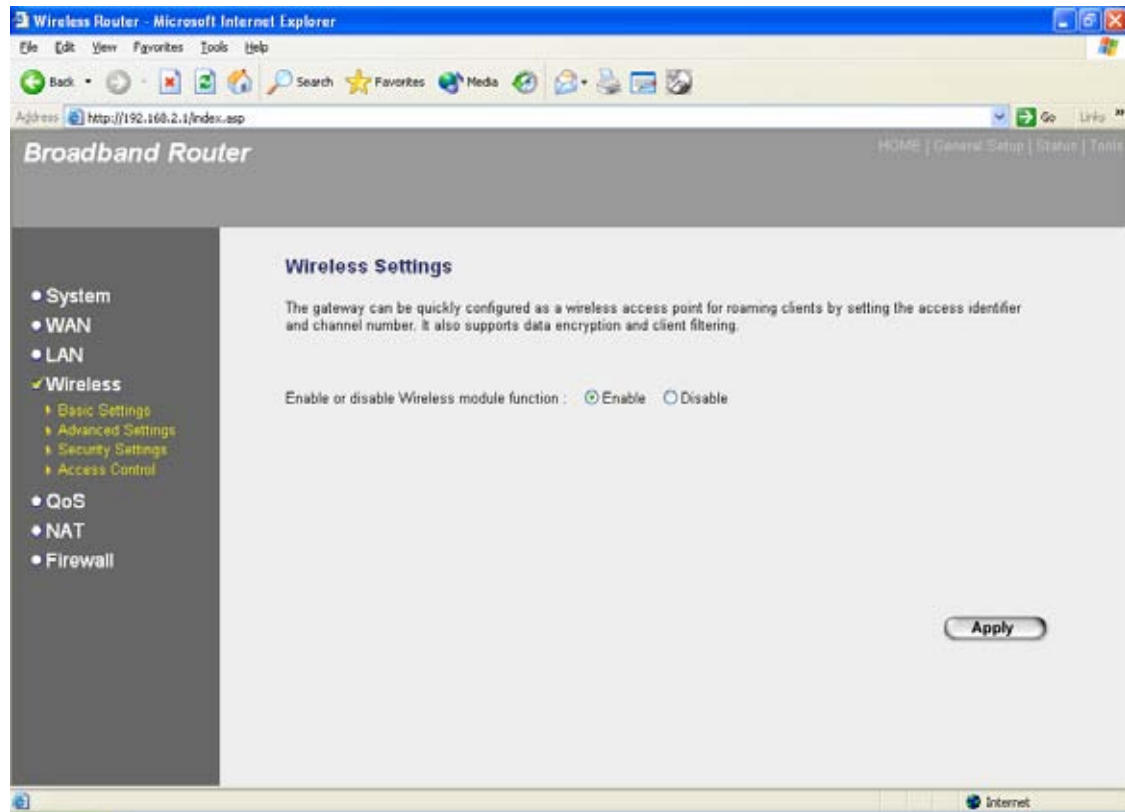 Wireless Router - Microsoft Internet Explorer
File Edit View Favorites Tools Help
Back Search Favorites Media
Address http://192.168.2.1/index.asp Go Links »
Broadband Router
HOME | General Setup | Status | Tools
Wireless Settings
The gateway can be quickly configured as a wireless access point for roaming clients by setting the access identifier
and channel number. It also supports data encryption and client filtering.
System
WAN
LAN
Wireless
Basic Settings
Advanced Settings
Security Settings
Access Control
QoS
NAT
Firewall
Enable or disable Wireless module function : Enable Disable
Apply
Internet